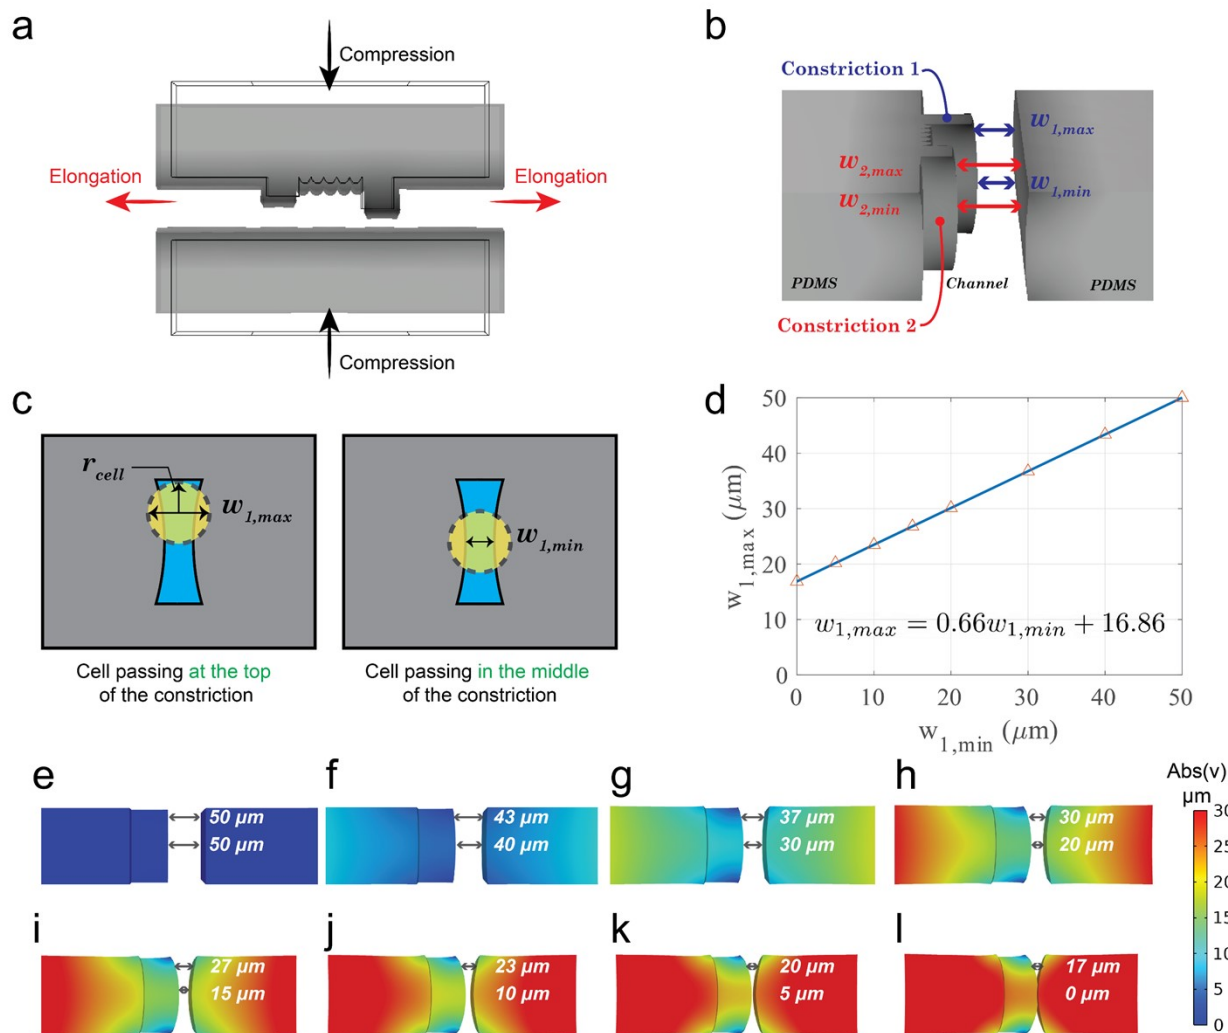 a
Compression
Elongation
Elongation
Compression
b
Constriction 1
w1,max
w2,max
w1,min
w2,min
PDMS
Channel
PDMS
Constriction 2
c
rcell
w1,max
w1,min
Cell passing at the top
of the constriction
Cell passing in the middle
of the constriction
d
50
40
30
20
10
0
w1,max (μm)
w1,max = 0.66w1,min + 16.86
0 10 20 30 40 50
w1,min (μm)
e
50 μm
50 μm
f
43 μm
40 μm
g
37 μm
30 μm
h
30 μm
20 μm
Abs(v)
μm
30
25
20
15
10
5
0
i
27 μm
15 μm
j
23 μm
10 μm
k
20 μm
5 μm
l
17 μm
0 μm